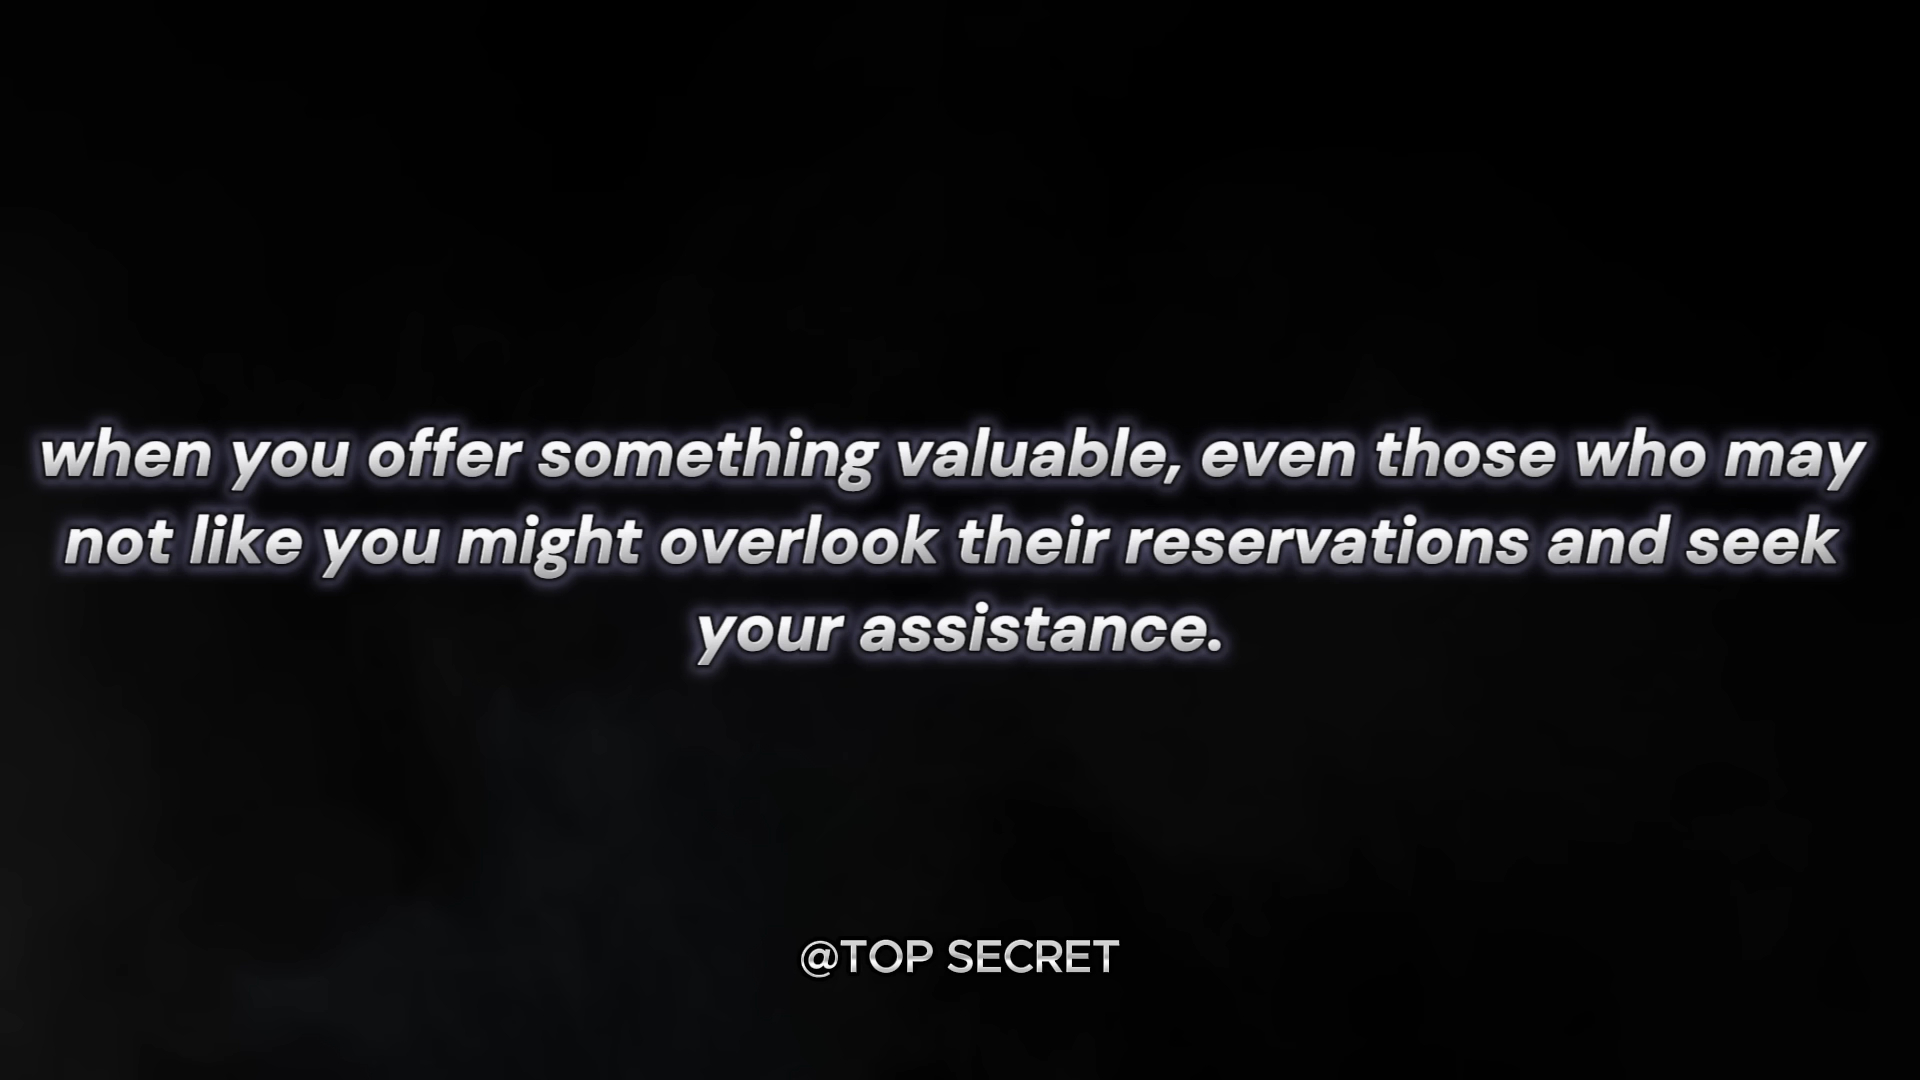 when you offer something valuable, even those who may
not like you might overlook their reservations and seek
your assistance.
@TOP SECRET